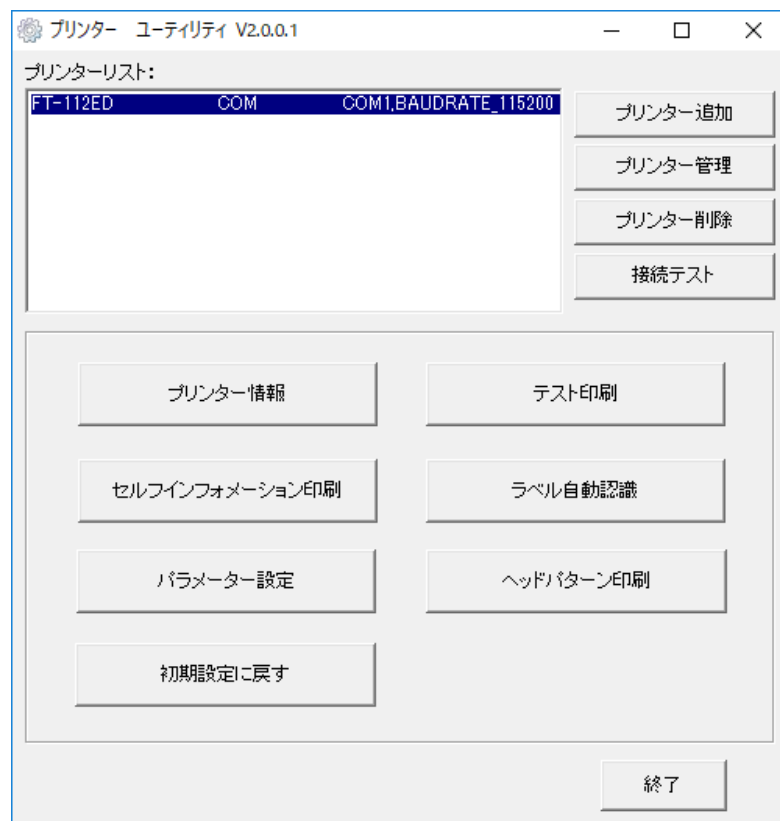 プリンター ユーティリティ V2.0.0.1
プリンターリスト:
FT-112ED COM COM1,BAUDRATE_115200
プリンター追加
プリンター管理
プリンター削除
接続テスト
プリンター情報 テスト印刷
セルフインフォメーション印刷 ラベル自動認識
パラメーター設定 ヘッドパターン印刷
初期設定に戻す
終了